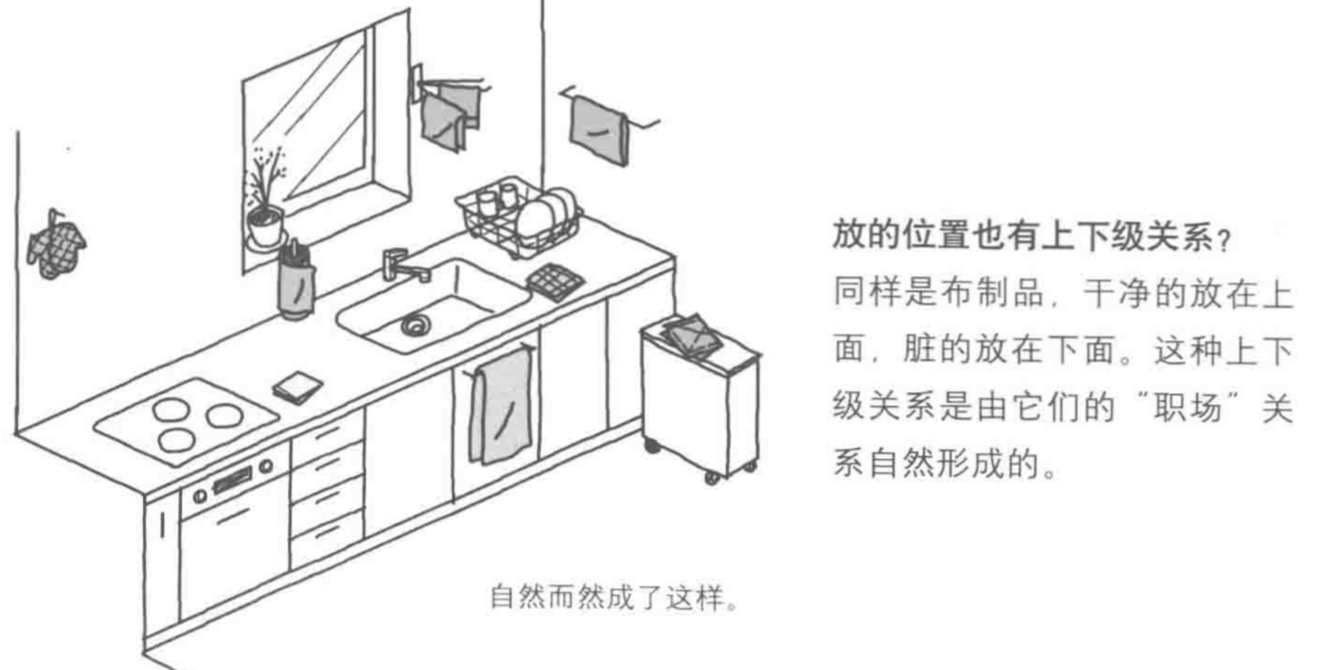 放的位置也有上下级关系?
同样是布制品，干净的放在上
面，脏的放在下面。这种上下
级关系是由它们的“职场”关
系自然形成的。
自然而然成了这样。